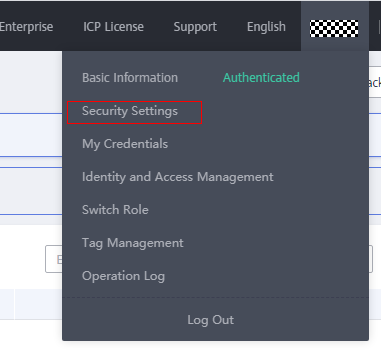 Enterprise ICP License Support English
Basic Information Authenticated
Security Settings
My Credentials
Identity and Access Management
Switch Role
Tag Management
Operation Log
Log Out